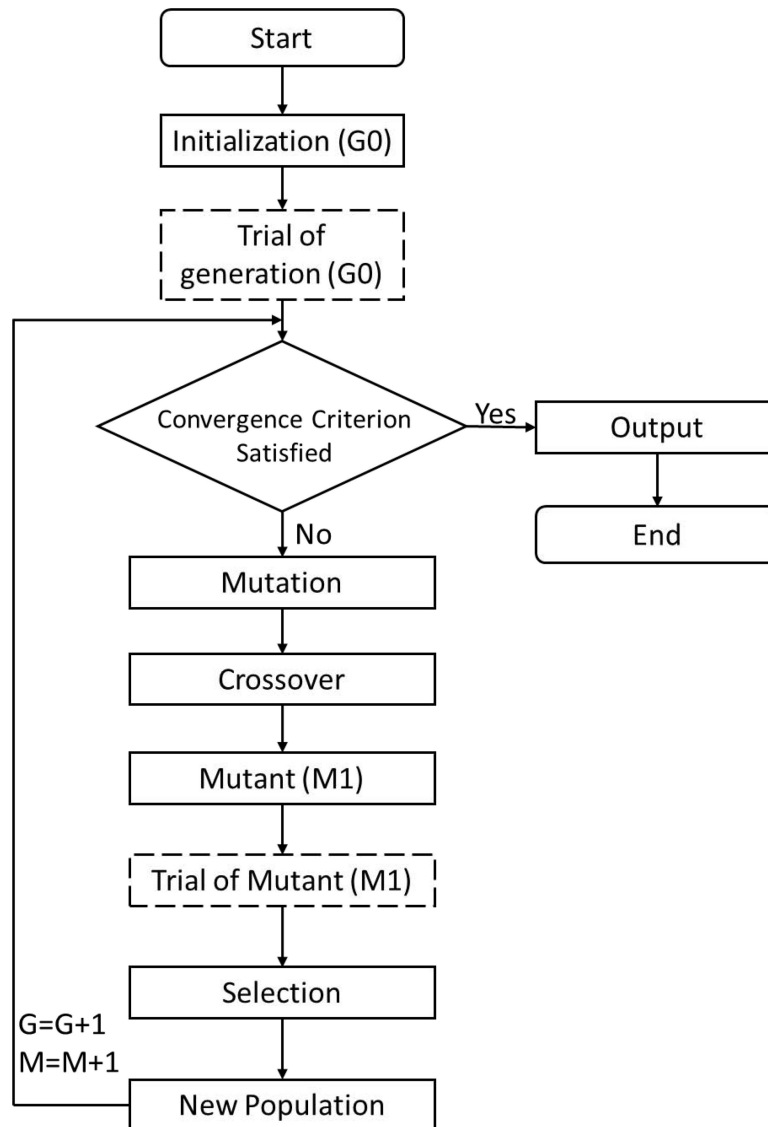 Start
Initialization (G0)
Trial of
generation (G0)
Convergence Criterion
Satisfied
Yes
Output
End
No
Mutation
Crossover
Mutant (M1)
Trial of Mutant (M1)
Selection
G=G+1
M=M+1
New Population